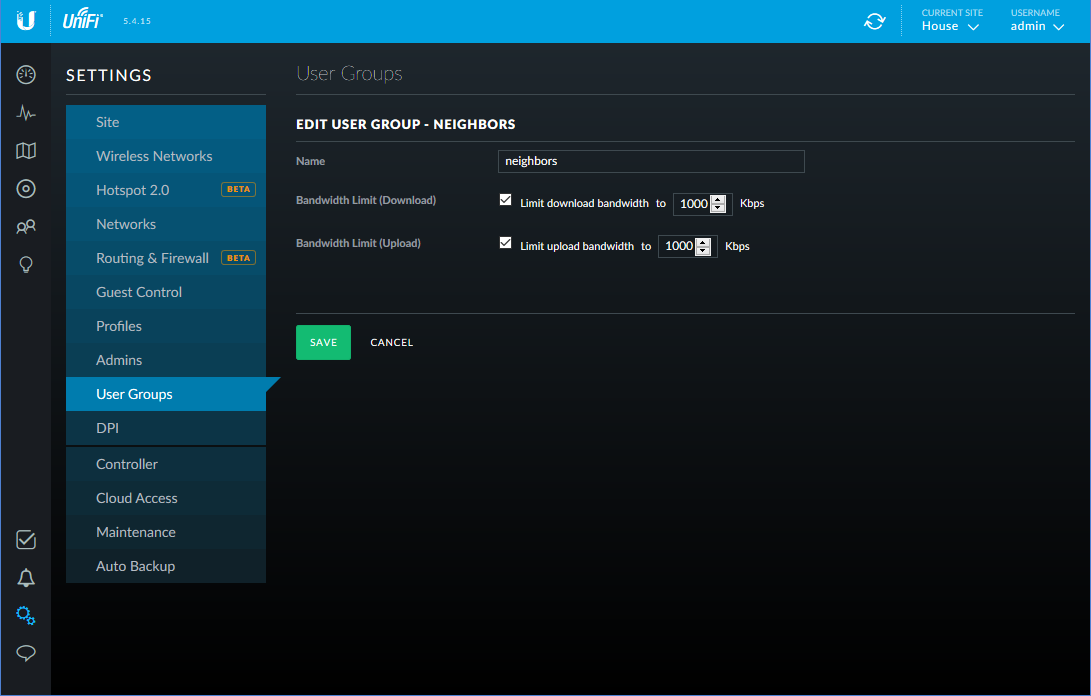 UniFi 5.4.15
CURRENT SITE
House
USERNAME
admin
SETTINGS
Site
Wireless Networks
Hotspot 2.0 BETA
Networks
Routing & Firewall BETA
Guest Control
Profiles
Admins
User Groups
DPI
Controller
Cloud Access
Maintenance
Auto Backup
User Groups
EDIT USER GROUP - NEIGHBORS
Name neighbors
Bandwidth Limit (Download) Limit download bandwidth to 1000 Kbps
Bandwidth Limit (Upload) Limit upload bandwidth to 1000 Kbps
SAVE CANCEL